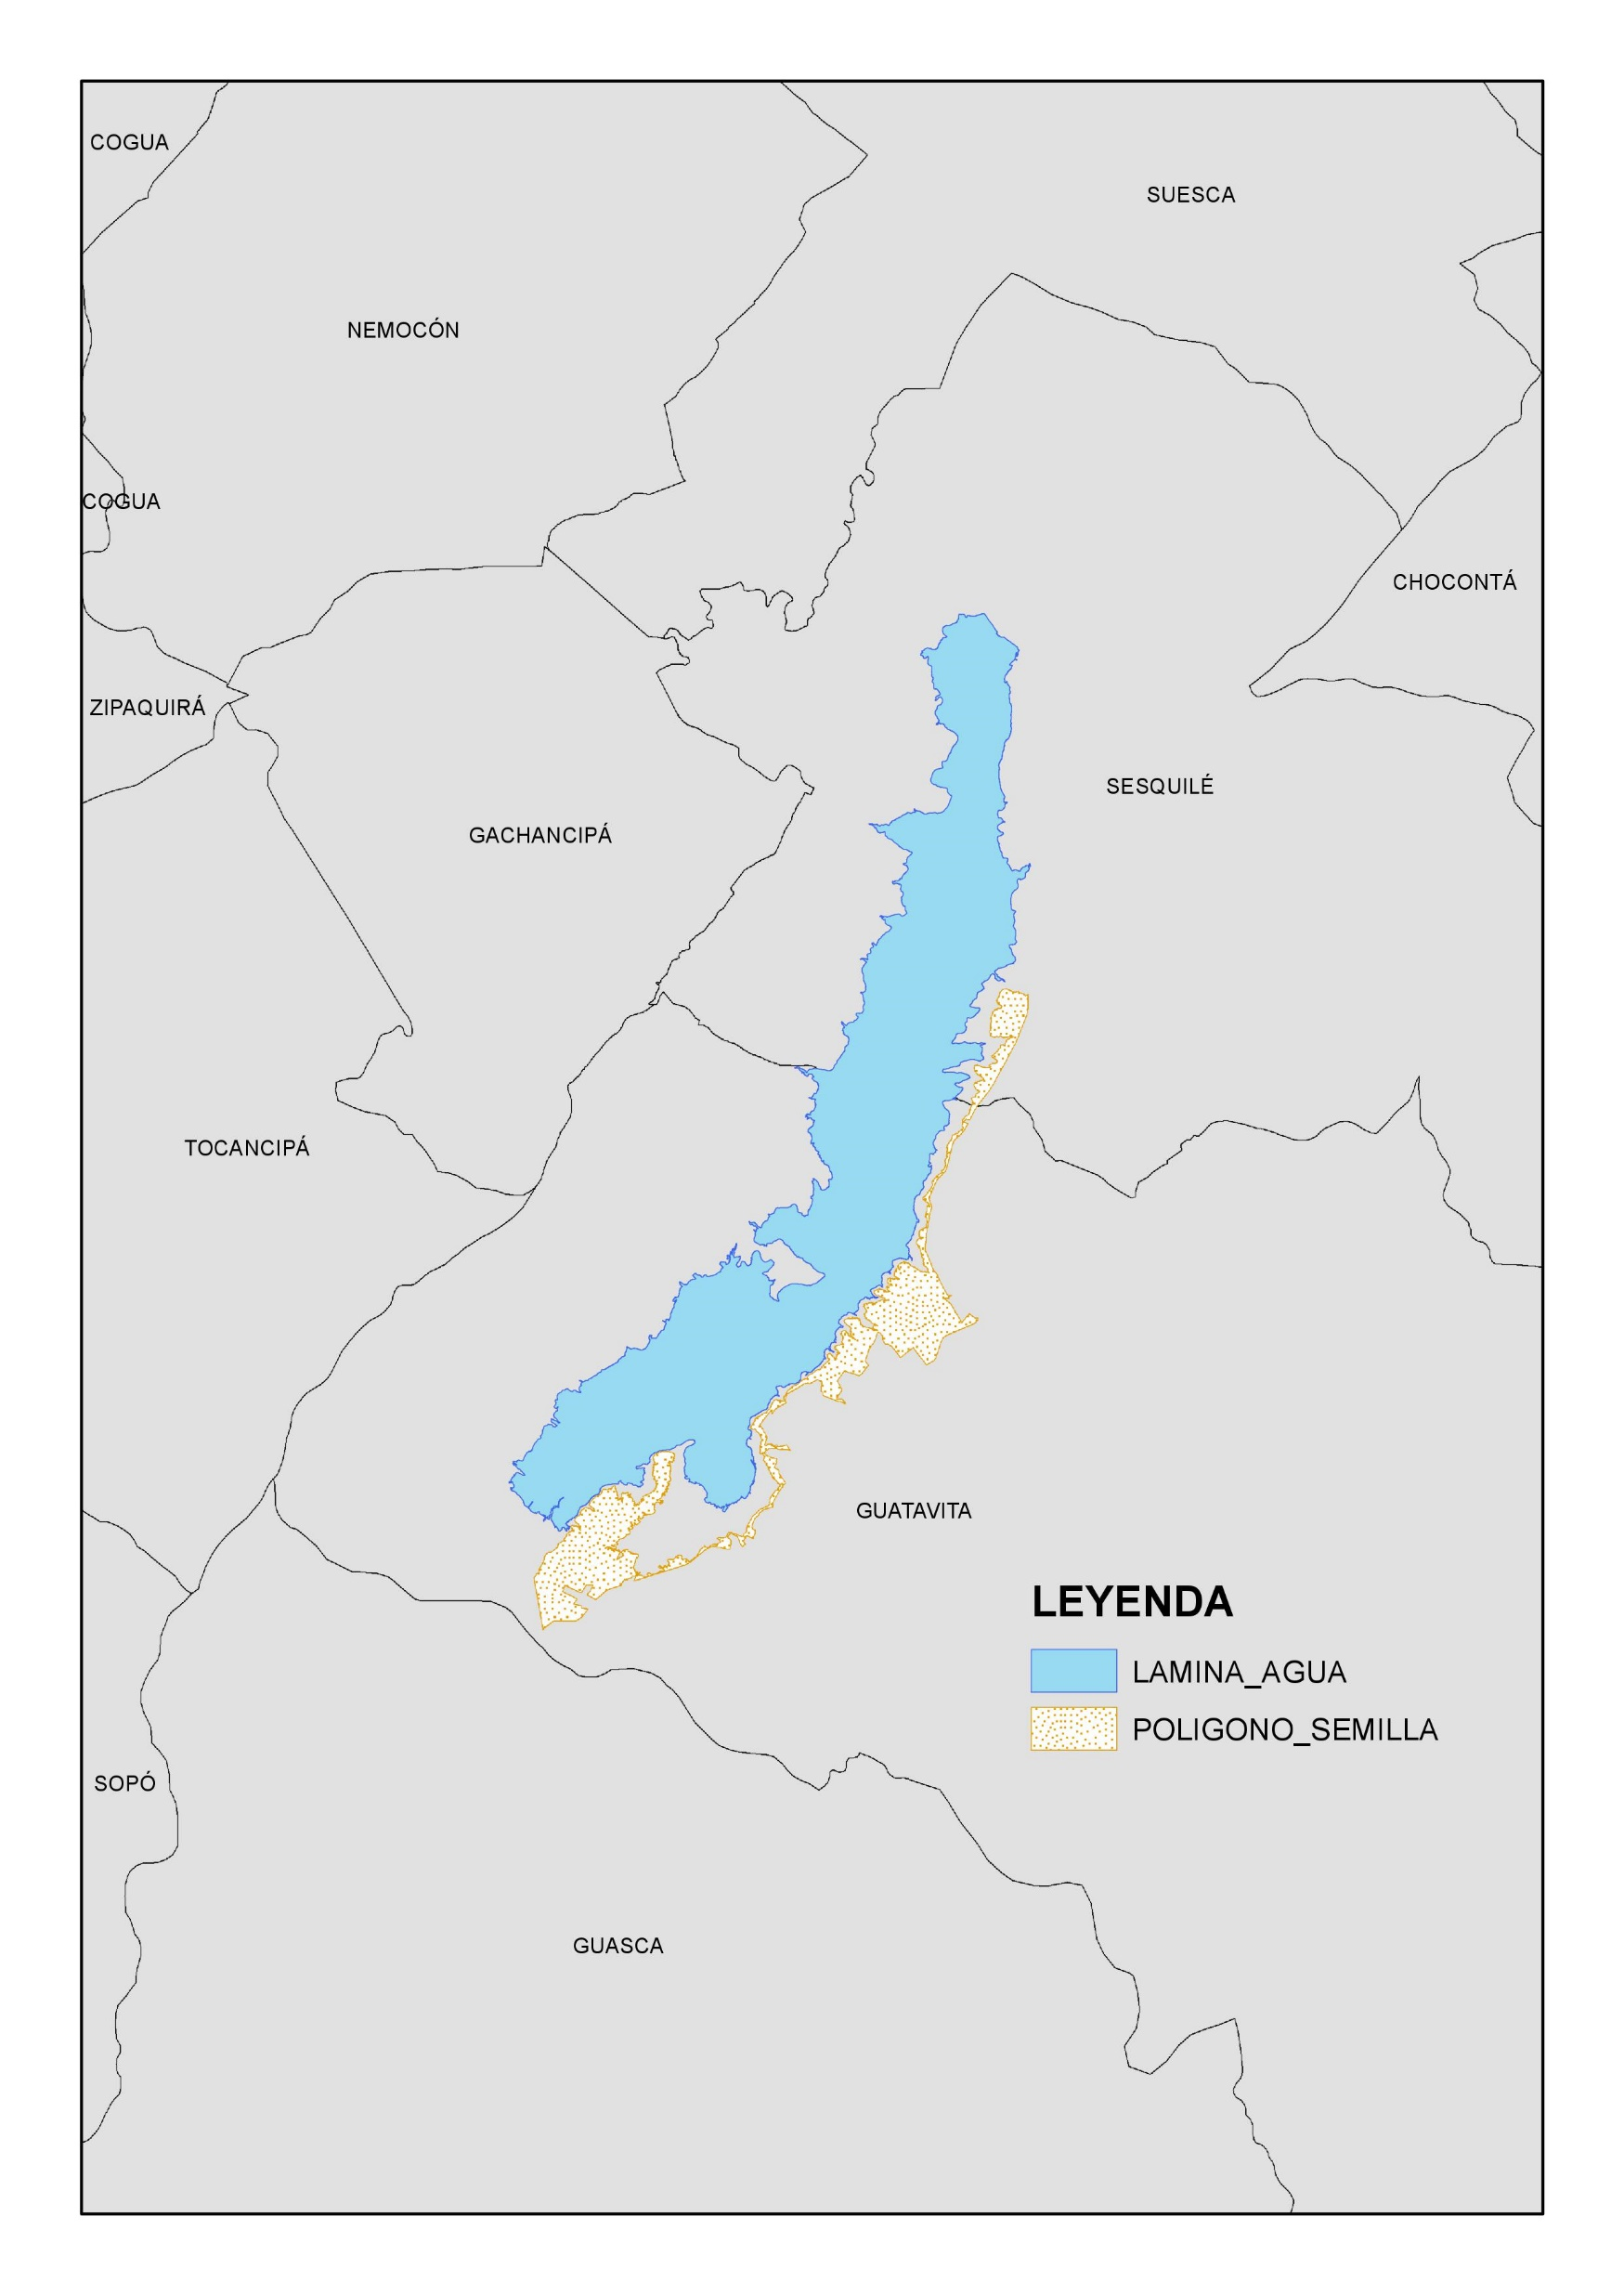 COGUA
SUESCA
NEMOCÓN
COGUA
CHOCONTÁ
ZIPAQUIRÁ
SESQUILÉ
GACHANCIPÁ
TOCANCIPÁ
GUATAVITA
LEYENDA
LAMINA_AGUA
POLIGONO_SEMILLA
SOPÓ
GUASCA